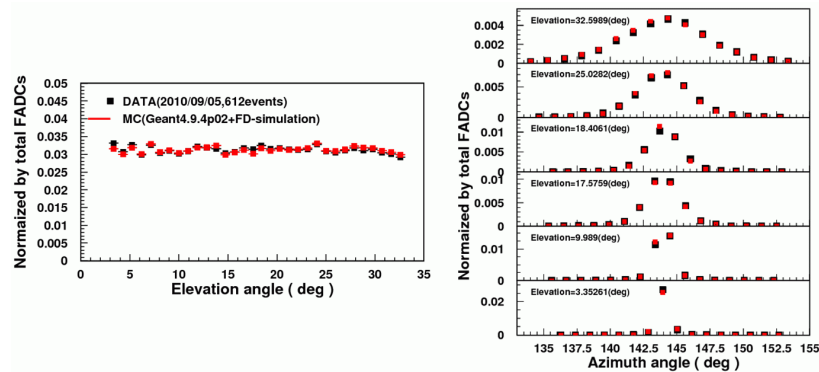 0.05
0.045
0.04
0.035
0.03
0.025
0.02
0.015
0.01
0.005
0
Normaized by total FADCs
DATA(2010/09/05,612events)
MC(Geant4.9.4p02+FD-simulation)
0 5 10 15 20 25 30 35
Elevation angle ( deg )
Normaized by total FADCs
Elevation=32.5989(deg)
0.004
0.002
0
Elevation=25.0282(deg)
0.005
0
Elevation=18.4061(deg)
0.01
0.005
0
Elevation=17.5759(deg)
0.01
0.005
0
Elevation=9.989(deg)
0.01
0
Elevation=3.35261(deg)
0.02
0
135 137.5 140 142.5 145 147.5 150 152.5 155
Azimuth angle ( deg )